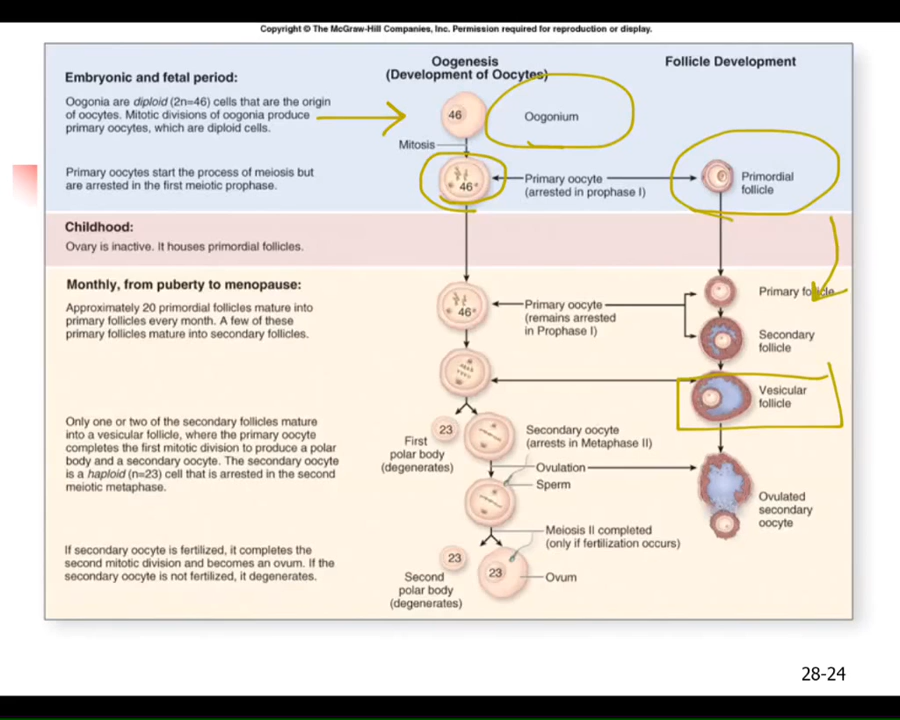 Copyright © The McGraw-Hill Companies, Inc. Permission required for reproduction or display.
Oogenesis
(Development of Oocytes)
Follicle Development
Embryonic and fetal period:
Oogonia are diploid (2n=46) cells that are the origin
of oocytes. Mitotic divisions of oogonia produce
primary oocytes, which are diploid cells.
46
Oogonium
Mitosis
Primary oocytes start the process of meiosis but
are arrested in the first meiotic prophase.
46
Primary oocyte
(arrested in prophase I)
Primordial
follicle
Childhood:
Ovary is inactive. It houses primordial follicles.
Monthly, from puberty to menopause:
Approximately 20 primordial follicles mature into
primary follicles every month. A few of these
primary follicles mature into secondary follicles.
46
Primary oocyte
(remains arrested
in Prophase I)
Primary follicle
Secondary
follicle
Vesicular
follicle
Only one or two of the secondary follicles mature
into a vesicular follicle, where the primary oocyte
completes the first mitotic division to produce a polar
body and a secondary oocyte. The secondary oocyte
is a haploid (n=23) cell that is arrested in the second
meiotic metaphase.
23
First
polar body
(degenerates)
Secondary oocyte
(arrests in Metaphase II)
Ovulation
Sperm
Ovulated
secondary
oocyte
Meiosis II completed
(only if fertilization occurs)
If secondary oocyte is fertilized, it completes the
second mitotic division and becomes an ovum. If the
secondary oocyte is not fertilized, it degenerates.
23
Second
polar body
(degenerates)
23
Ovum
28-24